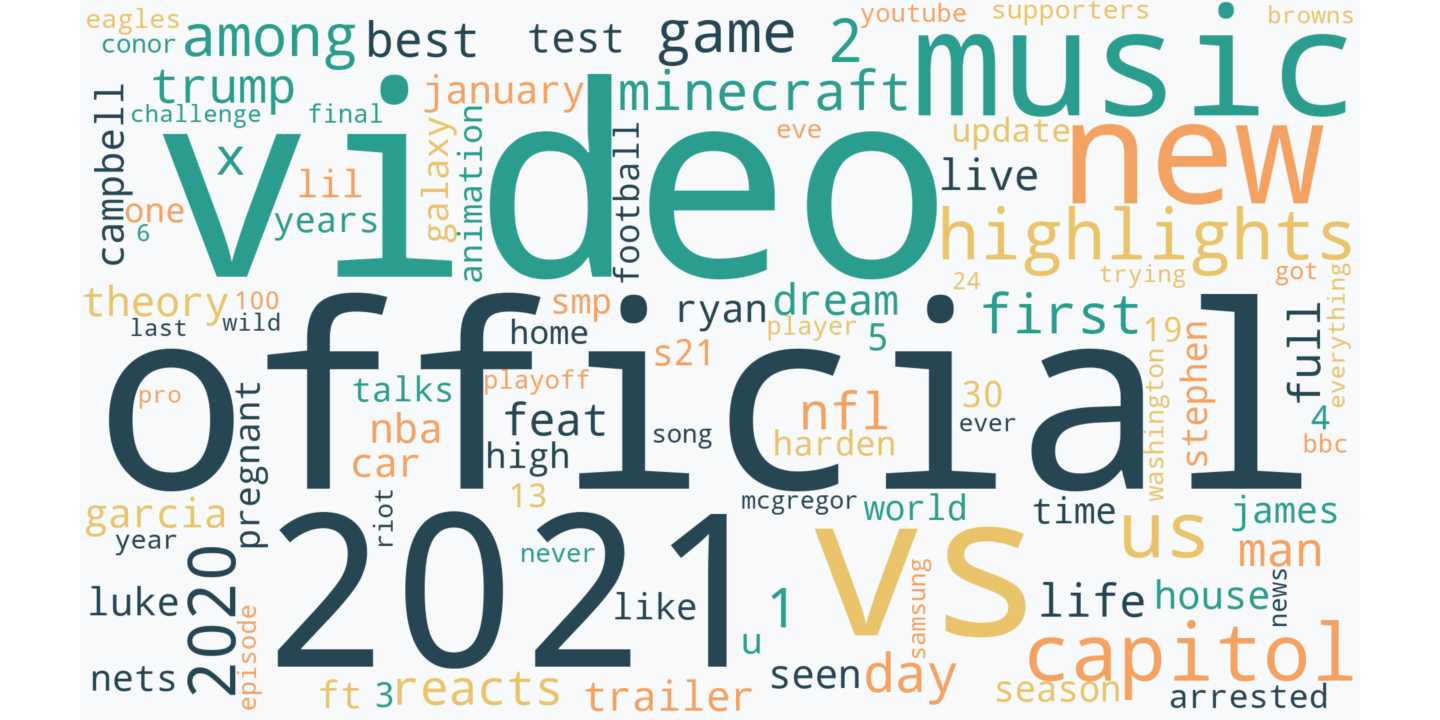 eagles
conor
among
best
test
game
2
youtube
supporters
browns
music
trump
january
minecraft
challenge
final
campbell
video
x
galaxy
animation
football
eve
update
new
one
lil
6
years
live
highlights
24
trying
got
theory
100
last
wild
smp
home
ryan
dream
player
5
first
19
full
everything
official
s21
stephen
washington
pro
talks
playoff
nba
car
feat
high
song
nfl
harden
30
ever
4
bbc
pregnant
garcia
year
riot
13
mcgregor
world
time
us
james
man
2021
never
vs
2020
luke
episode
like
1
u
samsung
life
house
news
capitol
nets
ft
3
reacts
trailer
seen
day
season
arrested